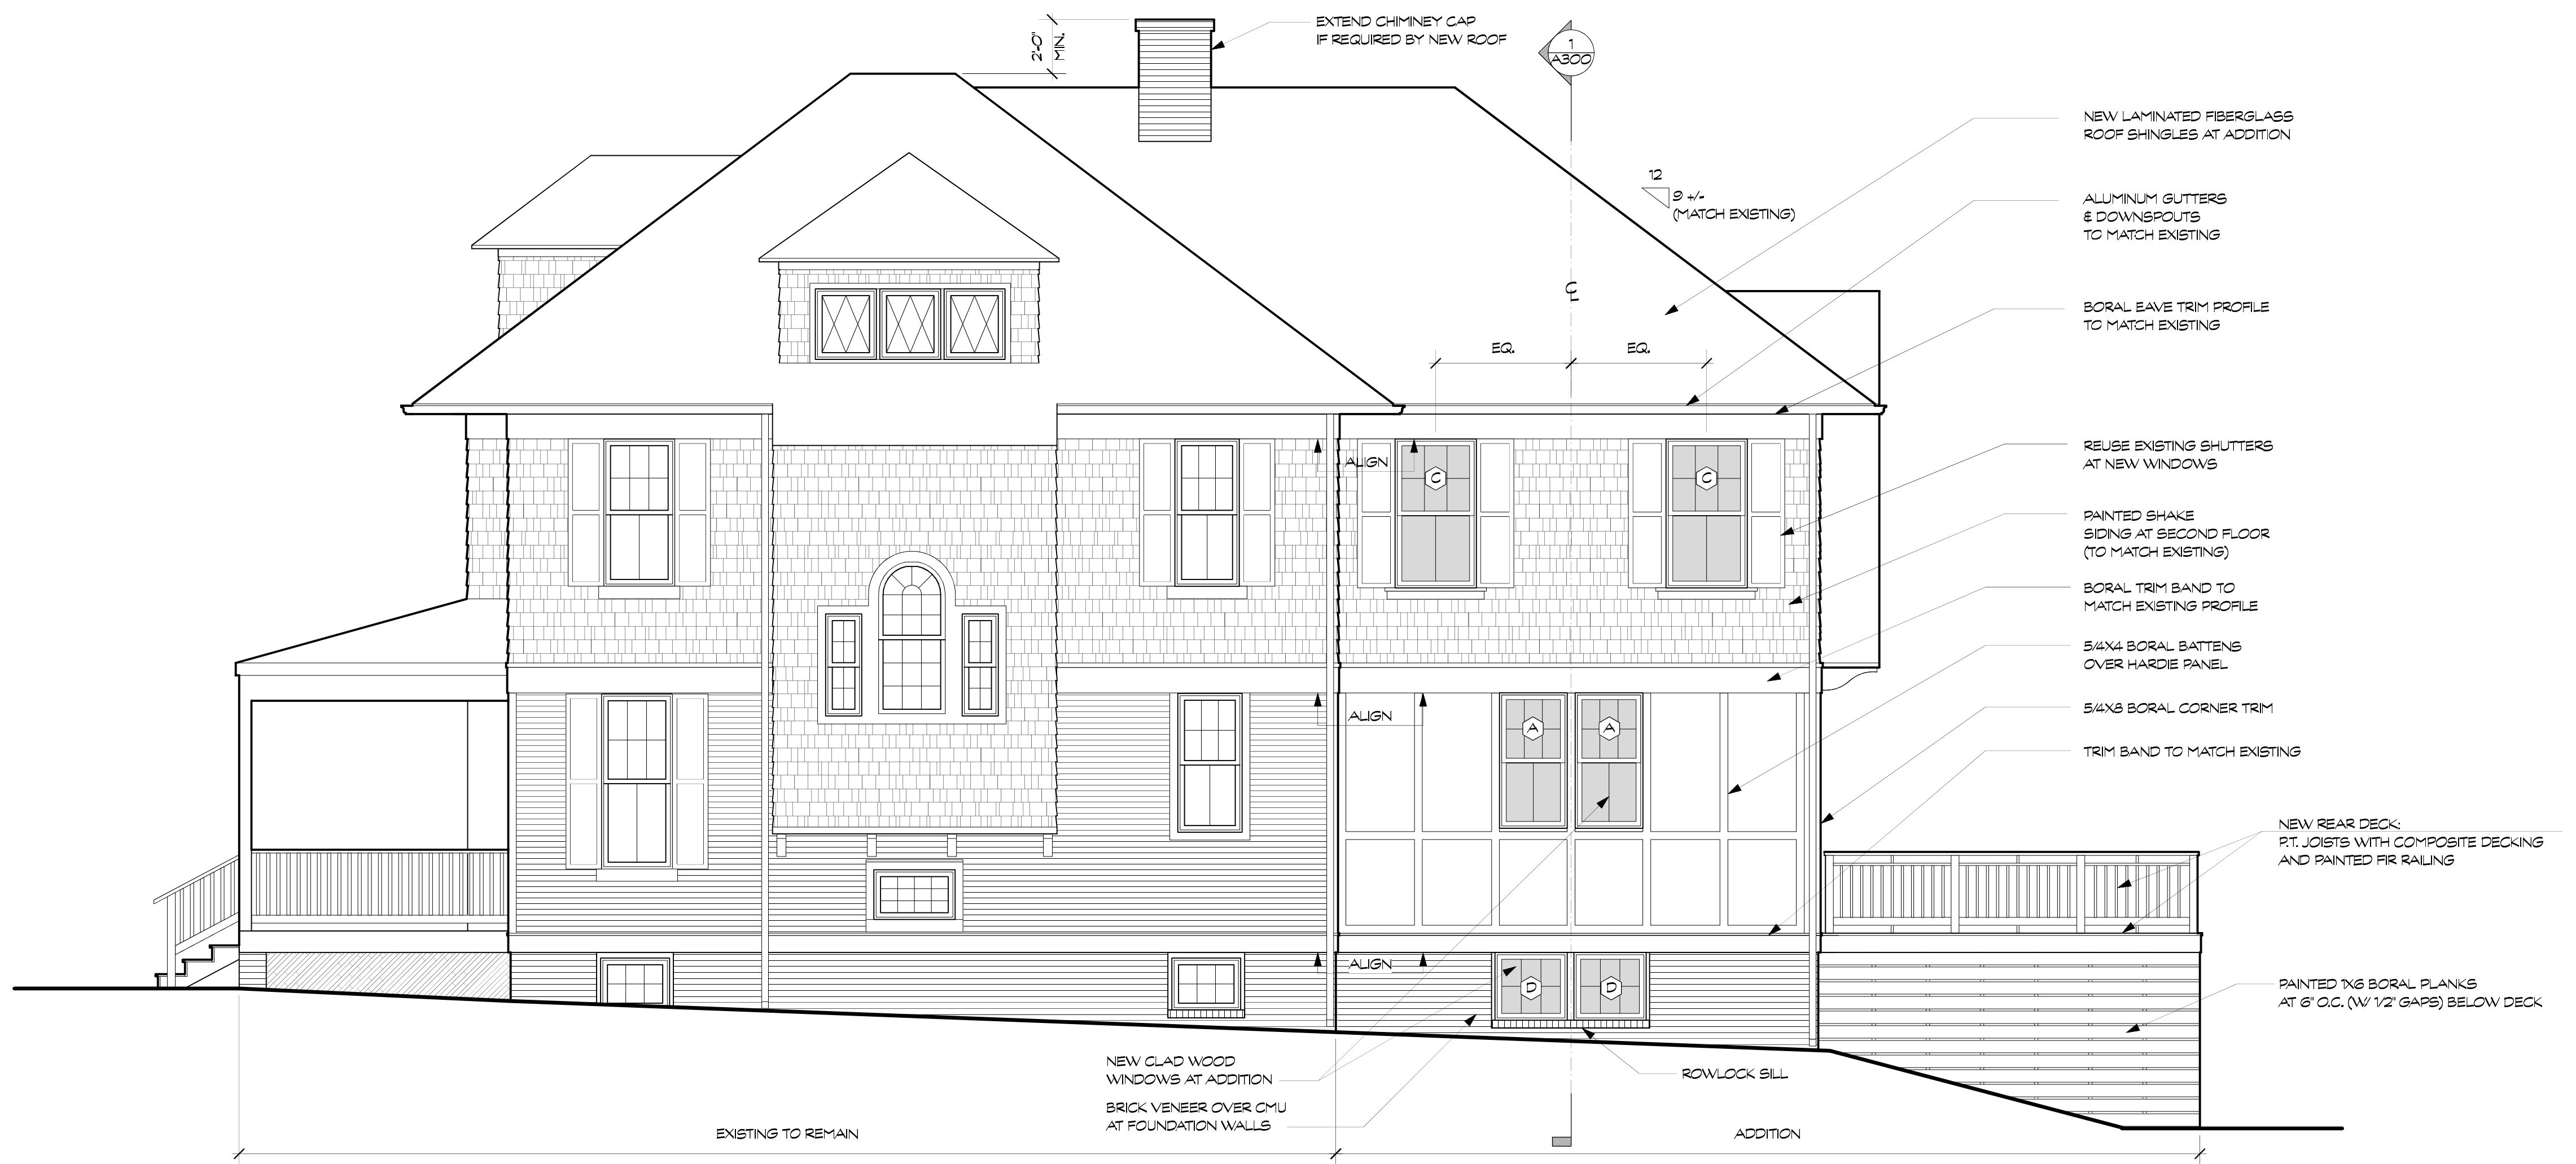 EXTEND CHIMNEY CAP
IF REQUIRED BY NEW ROOF
2'-0"
MIN.
1
A300
NEW LAMINATED FIBERGLASS
ROOF SHINGLES AT ADDITION
12
9 +/-
(MATCH EXISTING)
ALUMINUM GUTTERS
& DOWNSPOUTS
TO MATCH EXISTING
CL
BORAL EAVE TRIM PROFILE
TO MATCH EXISTING
EQ.
EQ.
REUSE EXISTING SHUTTERS
AT NEW WINDOWS
ALIGN
C
C
PAINTED SHAKE
SIDING AT SECOND FLOOR
(TO MATCH EXISTING)
BORAL TRIM BAND TO
MATCH EXISTING PROFILE
5/4X4 BORAL BATTENS
OVER HARDIE PANEL
5/4X8 BORAL CORNER TRIM
ALIGN
A
A
TRIM BAND TO MATCH EXISTING
NEW REAR DECK:
P.T. JOISTS WITH COMPOSITE DECKING
AND PAINTED FIR RAILING
ALIGN
D
D
PAINTED 1X6 BORAL PLANKS
AT 6" O.C. (W/ 1/2" GAPS) BELOW DECK
NEW CLAD WOOD
WINDOWS AT ADDITION
ROWLOCK SILL
BRICK VENEER OVER CMU
AT FOUNDATION WALLS
EXISTING TO REMAIN
ADDITION